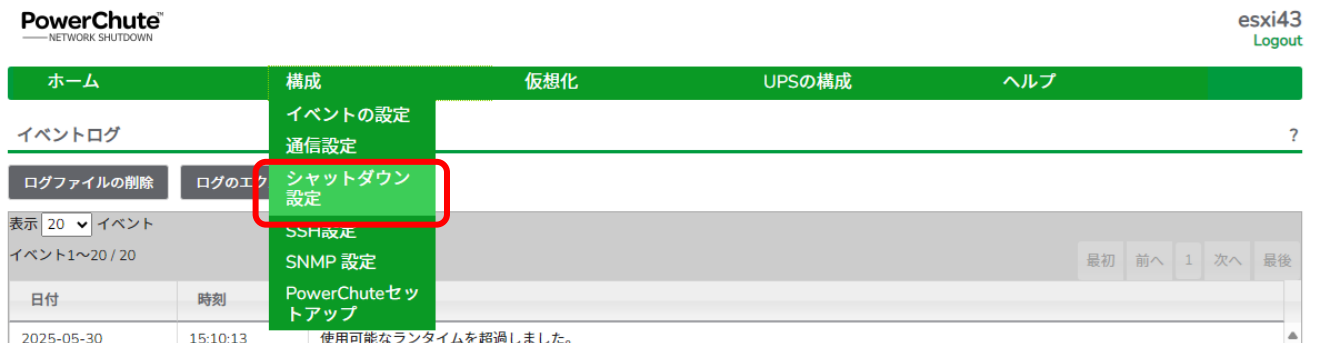 PowerChute™
NETWORK SHUTDOWN
esxi43
Logout
ホーム 構成 仮想化 UPSの構成 ヘルプ
イベントの設定
通信設定
シャットダウン
設定
SSH設定
SNMP 設定
PowerChuteセッ
トアップ
イベントログ ?
ログファイルの削除 ログのエク
表示 20 イベント
イベント1～20 / 20
最初 前へ 1 次へ 最後
日付 時刻
2025-05-30 15:10:13 使用可能なランタイムを超過しました。